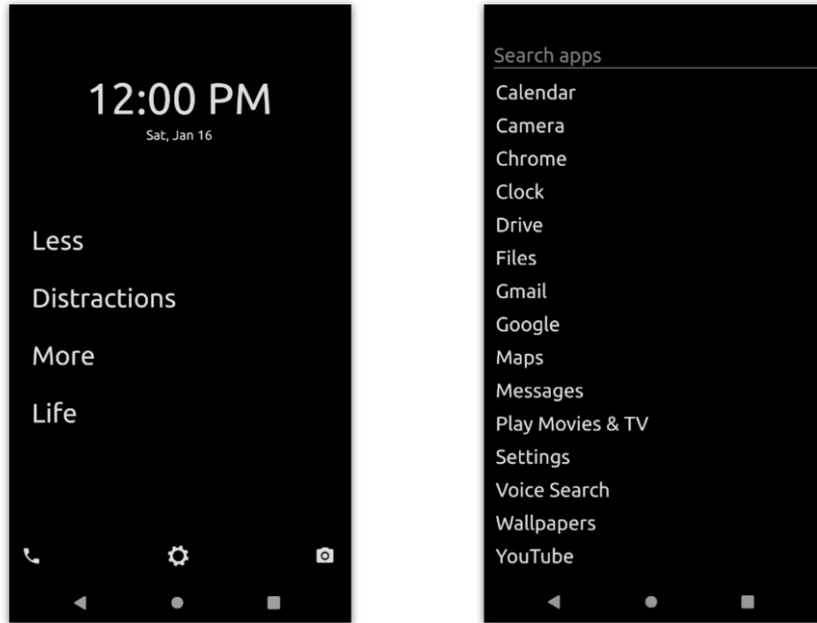 12:00 PM
Sat, Jan 16
Less
Distractions
More
Life
Search apps
Calendar
Camera
Chrome
Clock
Drive
Files
Gmail
Google
Maps
Messages
Play Movies & TV
Settings
Voice Search
Wallpapers
YouTube